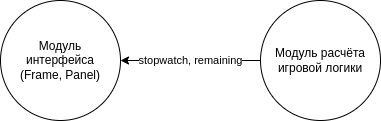 Модуль
интерфейса
(Frame, Panel)
stopwatch, remaining
Модуль расчёта
игровой логики